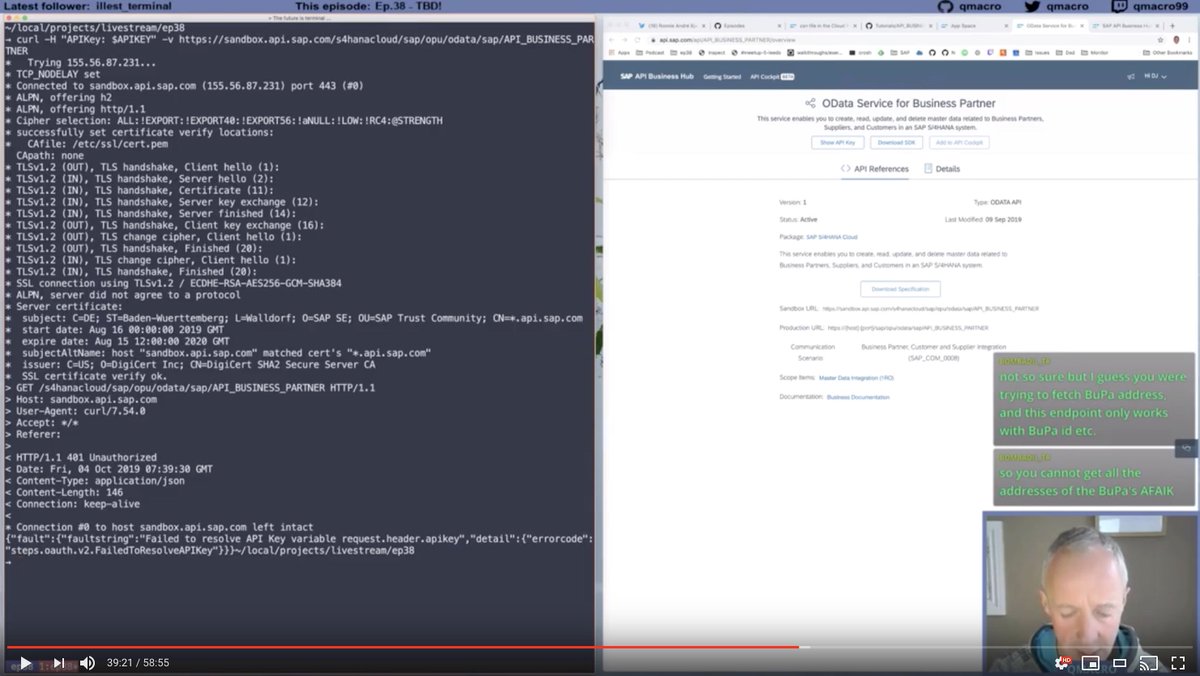 Latest follower: illest_terminal
This episode: Ep.38 - TBD!
qmacro qmacro qmacro99
> The future is terminal ...
~/local/projects/livestream/ep38
→ curl -H "APIKey: $APIKEY" -v https://sandbox.api.sap.com/s4hanacloud/sap/opu/odata/sap/API_BUSINESS_PAR
TNER
*   Trying 155.56.87.231...
* TCP_NODELAY set
* Connected to sandbox.api.sap.com (155.56.87.231) port 443 (#0)
* ALPN, offering h2
* ALPN, offering http/1.1
* Cipher selection: ALL:!EXPORT:!EXPORT40:!EXPORT56:!aNULL:!LOW:!RC4:@STRENGTH
* successfully set certificate verify locations:
*   CAfile: /etc/ssl/cert.pem
  CApath: none
* TLSv1.2 (OUT), TLS handshake, Client hello (1):
* TLSv1.2 (IN), TLS handshake, Server hello (2):
* TLSv1.2 (IN), TLS handshake, Certificate (11):
* TLSv1.2 (IN), TLS handshake, Server key exchange (12):
* TLSv1.2 (IN), TLS handshake, Server finished (14):
* TLSv1.2 (OUT), TLS handshake, Client key exchange (16):
* TLSv1.2 (OUT), TLS change cipher, Client hello (1):
* TLSv1.2 (OUT), TLS handshake, Finished (20):
* TLSv1.2 (IN), TLS change cipher, Client hello (1):
* TLSv1.2 (IN), TLS handshake, Finished (20):
* SSL connection using TLSv1.2 / ECDHE-RSA-AES256-GCM-SHA384
* ALPN, server did not agree to a protocol
* Server certificate:
*  subject: C=DE; ST=Baden-Wuerttemberg; L=Walldorf; O=SAP SE; OU=SAP Trust Community; CN=*.api.sap.com
*  start date: Aug 16 00:00:00 2019 GMT
*  expire date: Aug 15 12:00:00 2020 GMT
*  subjectAltName: host "sandbox.api.sap.com" matched cert's "*.api.sap.com"
*  issuer: C=US; O=DigiCert Inc; CN=DigiCert SHA2 Secure Server CA
*  SSL certificate verify ok.
> GET /s4hanacloud/sap/opu/odata/sap/API_BUSINESS_PARTNER HTTP/1.1
> Host: sandbox.api.sap.com
> User-Agent: curl/7.54.0
> Accept: */*
> Referer:
>
< HTTP/1.1 401 Unauthorized
< Date: Fri, 04 Oct 2019 07:39:30 GMT
< Content-Type: application/json
< Content-Length: 146
< Connection: keep-alive
<
* Connection #0 to host sandbox.api.sap.com left intact
{"fault":{"faultstring":"Failed to resolve API Key variable request.header.apikey","detail":{"errorcode":
"steps.oauth.v2.FailedToResolveAPIKey"}}}~/local/projects/livestream/ep38
→
Episodes
api.sap.com/api/API_BUSINESS_PARTNER/overview
Apps Podcast ep38 Inspect SAP Issues Dad Monitor Other Bookmarks
SAP API Business Hub Getting Started API Cockpit BETA Hi DJ
OData Service for Business Partner
This service enables you to create, read, update, and delete master data related to Business Partners,
Suppliers, and Customers in an SAP S/4HANA system.
Show API Key Download SDK Add to API Cockpit
API References Details
Version: 1 Type: ODATA API
Status: Active Last Modified: 09 Sep 2019
Package: SAP S/4HANA Cloud
This service enables you to create, read, update, and delete master data related to
Business Partners, Suppliers, and Customers in an SAP S/4HANA system.
Download Specification
Sandbox URL: https://sandbox.api.sap.com/s4hanacloud/sap/opu/odata/sap/API_BUSINESS_PARTNER
Production URL: https://{host}:{port}/sap/opu/odata/sap/API_BUSINESS_PARTNER
Communication Business Partner, Customer and Supplier Integration
Scenario (SAP_COM_0008)
Scope Items: Master Data Integration (1RO)
Documentation: Business Documentation
not so sure but I guess you were
trying to fetch BuPa address,
and this endpoint only works
with BuPa id etc.
so you cannot get all the
addresses of the BuPa's AFAIK
39:21 / 58:55
HD